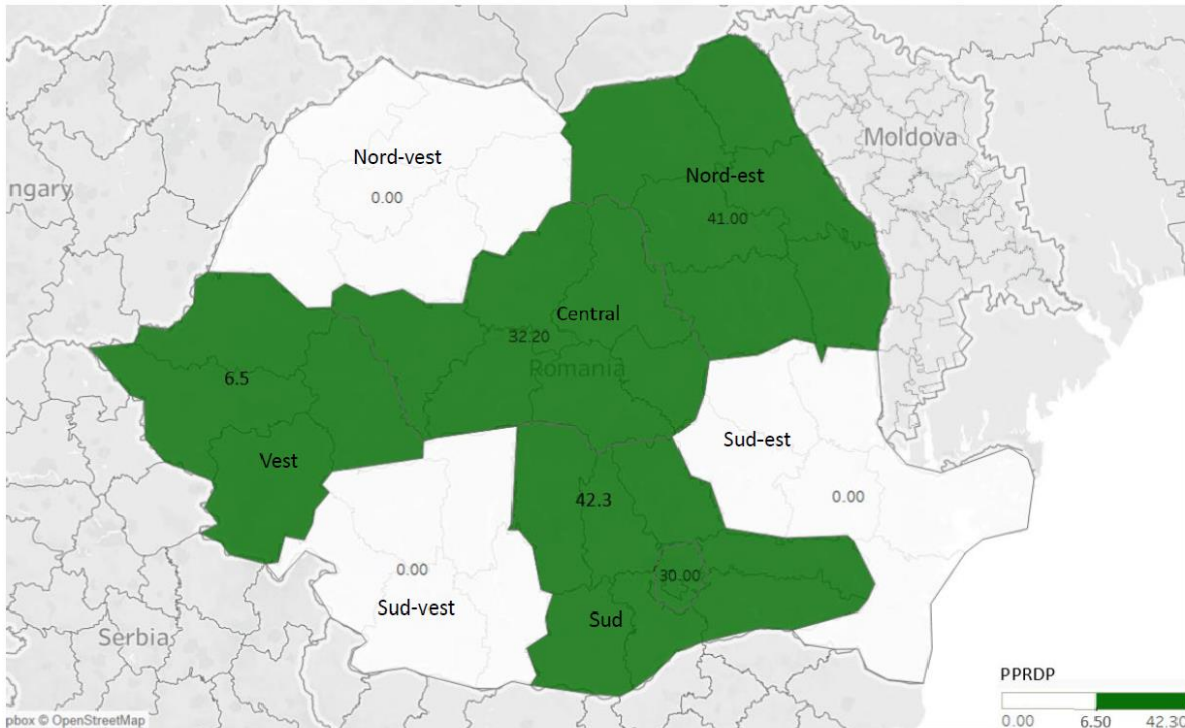 Nord-vest
0.00
Nord-est
41.00
Moldova
ngary
Central
32.20
Romania
6.5
Vest
Sud-est
0.00
42.3
0.00
Sud-vest
30.00
Sud
Serbia
PPRDP
0.00 6.50 42.30
pbox © OpenStreetMap